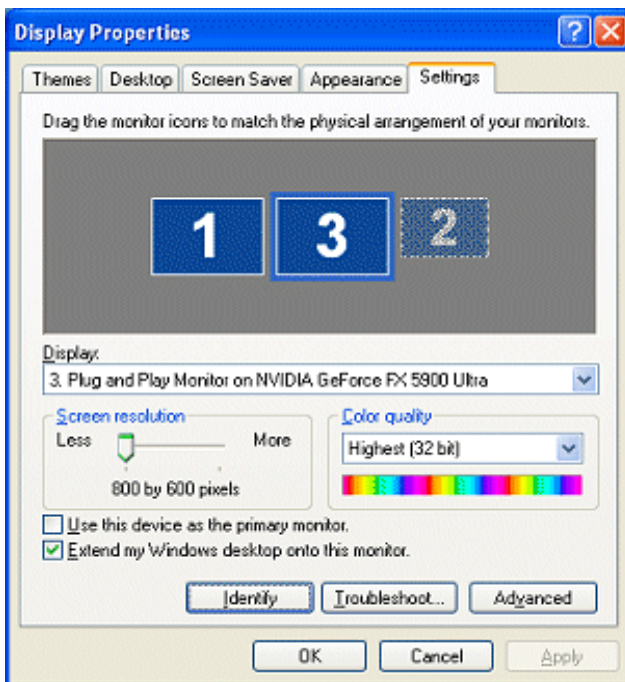 Display Properties
Themes Desktop Screen Saver Appearance Settings
Drag the monitor icons to match the physical arrangement of your monitors.
1 3 2
Display:
3. Plug and Play Monitor on NVIDIA GeForce FX 5900 Ultra
Screen resolution Color quality
Less More Highest (32 bit)
800 by 600 pixels
Use this device as the primary monitor.
Extend my Windows desktop onto this monitor.
Identify Troubleshoot... Advanced
OK Cancel Apply